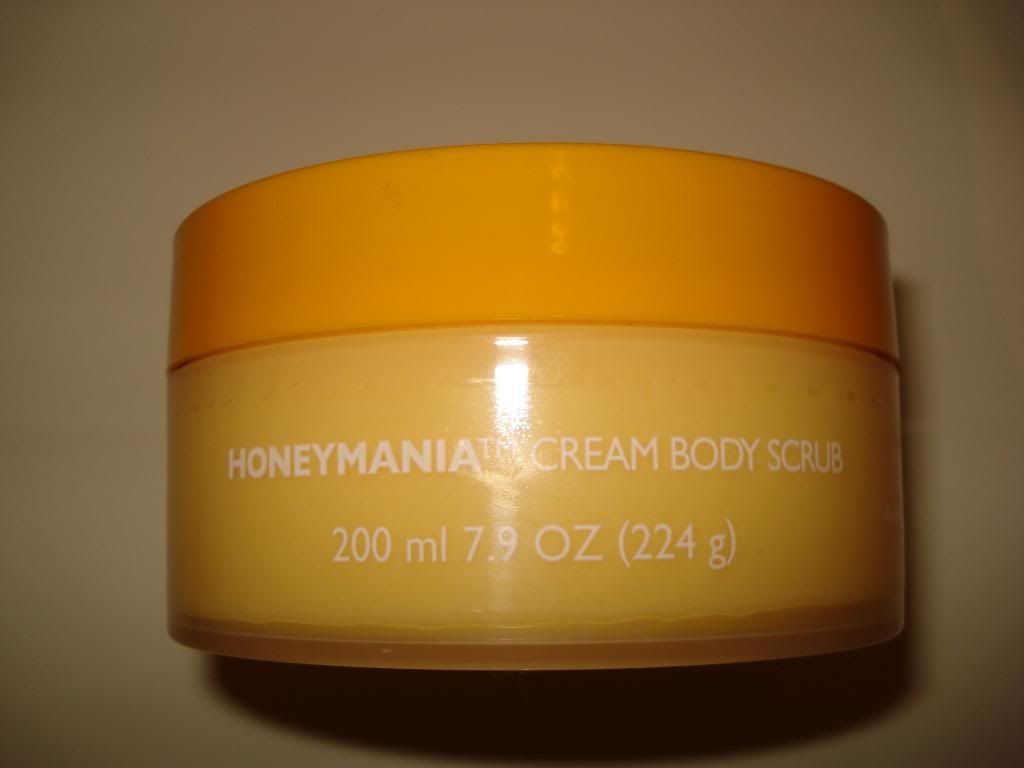 HONEYMANIA™ CREAM BODY SCRUB
200 ml 7.9 OZ (224 g)